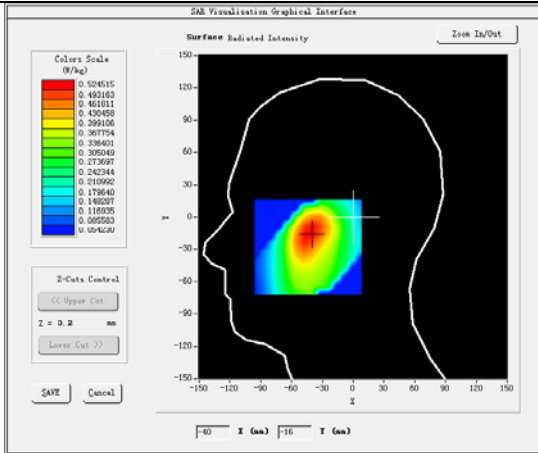 SAR Visualisation Graphical Interface
Surface Radiated Intensity
Zoom In/Out
Colors Scale
(W/kg)
0.524515
0.493163
0.461811
0.430458
0.399106
0.367754
0.336401
0.305049
0.273697
0.242344
0.210992
0.179640
0.148287
0.116935
0.085583
0.054230
150
120
90
60
30
0
-30
-60
-90
-120
-150
Y
-150 -120 -90 -60 -30 0 30 60 90 120 150
X
Z-Cuts Control
<< Upper Cut
Z = 0.2 mm
Lower Cut >>
SAVE Cancel
-40 X (mm) -16 Y (mm)